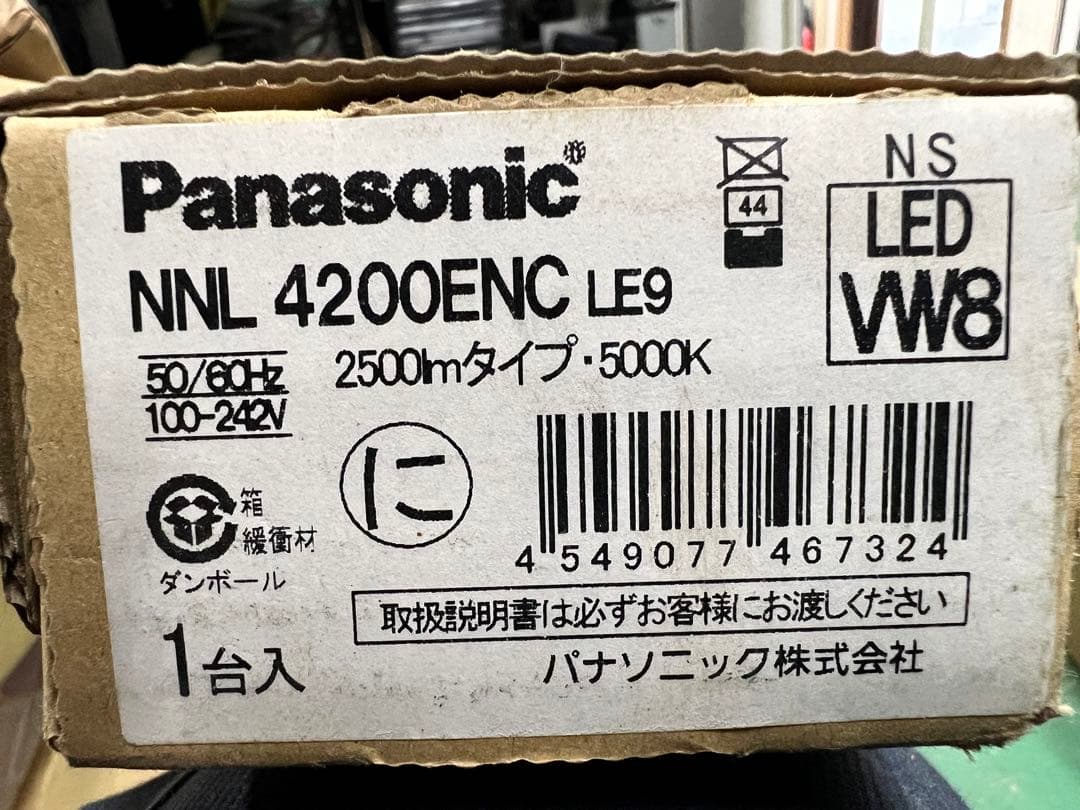 Panasonic
NS
LED
VW8
44
NNL 4200ENC LE9
50/60Hz
100-242V
2500lmタイプ・5000K
に
箱
緩衝材
ダンボール
4 549077 467324
取扱説明書は必ずお客様にお渡しください
1台入
パナソニック株式会社